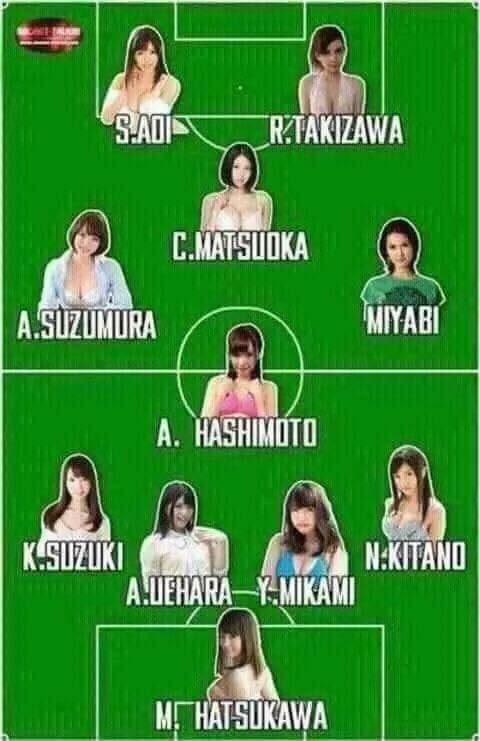 S.AOI
R.TAKIZAWA
C.MATSUOKA
A.SUZUMURA
MIYABI
A. HASHIMOTO
K.SUZUKI
N.KITANO
A.UEHARA
Y.MIKAMI
M. HATSUKAWA